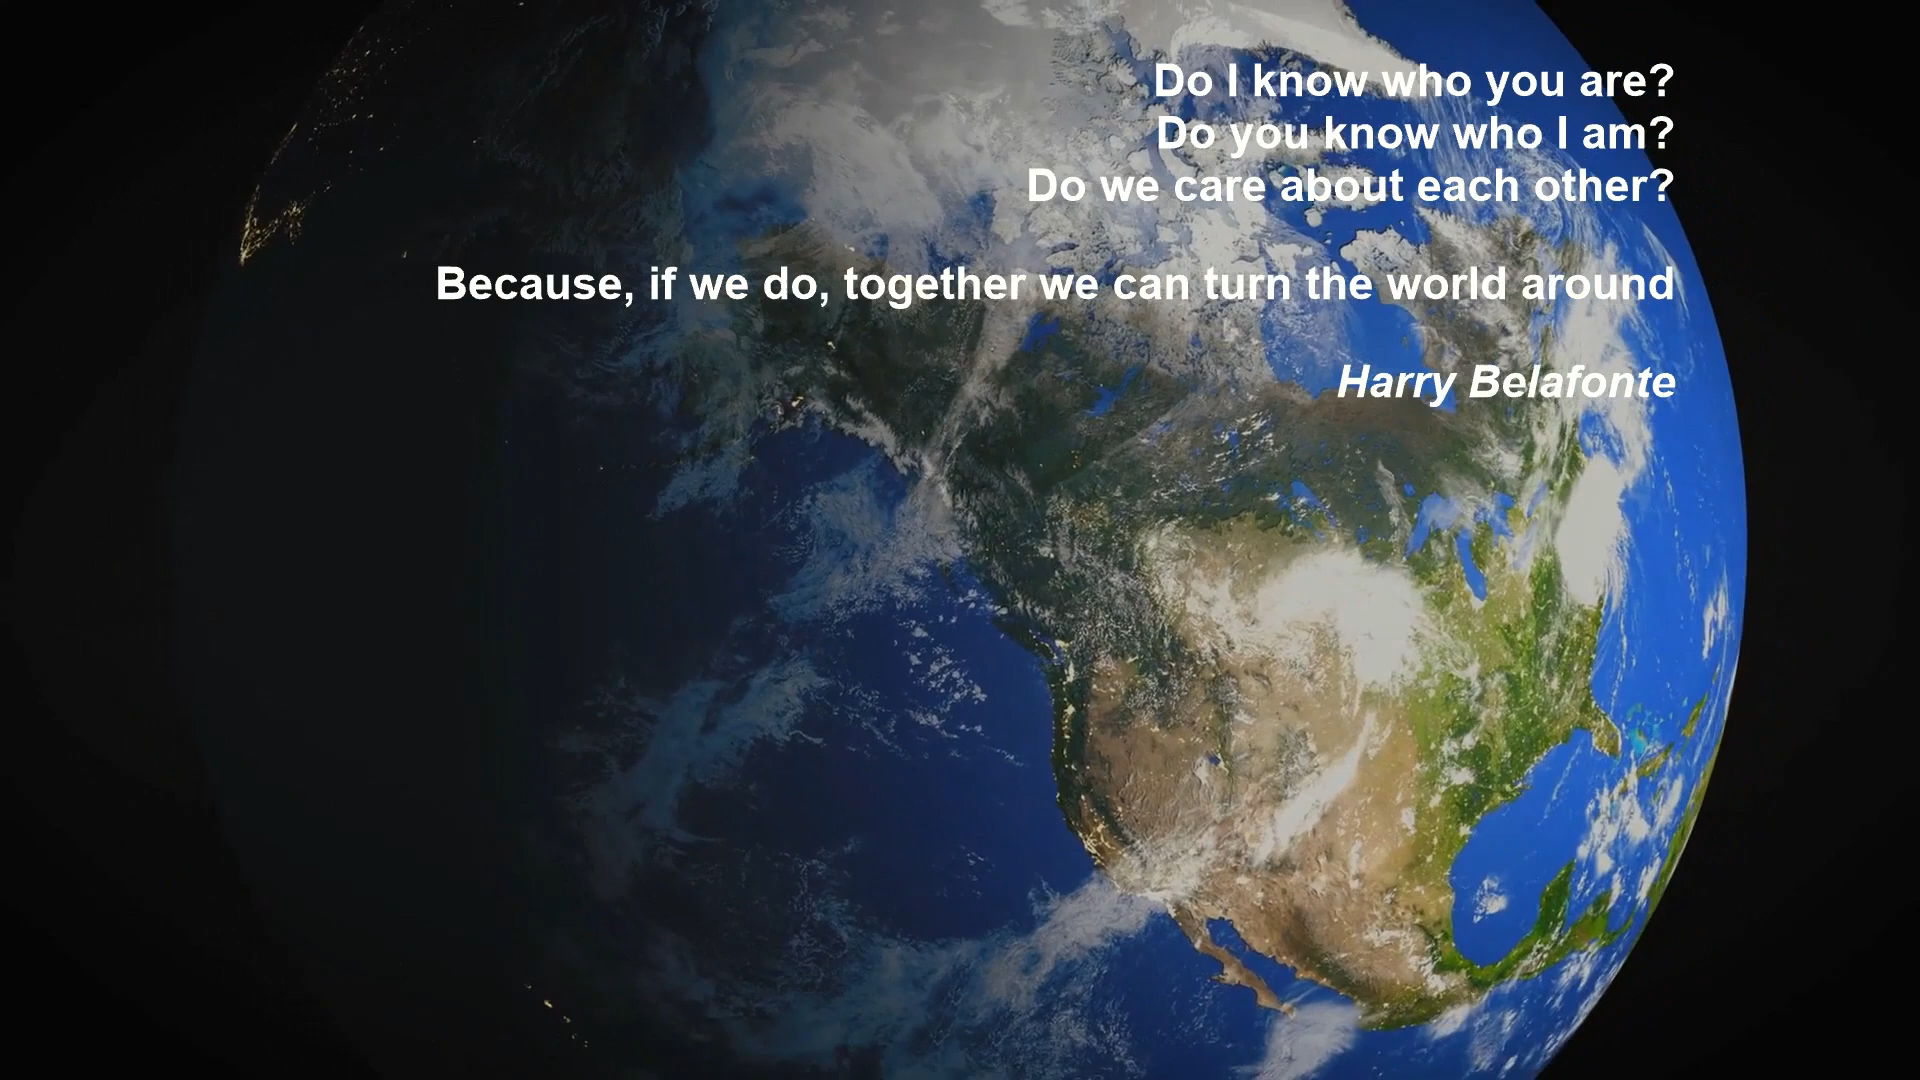 Do I know who you are?
Do you know who I am?
Do we care about each other?
Because, if we do, together we can turn the world around
Harry Belafonte